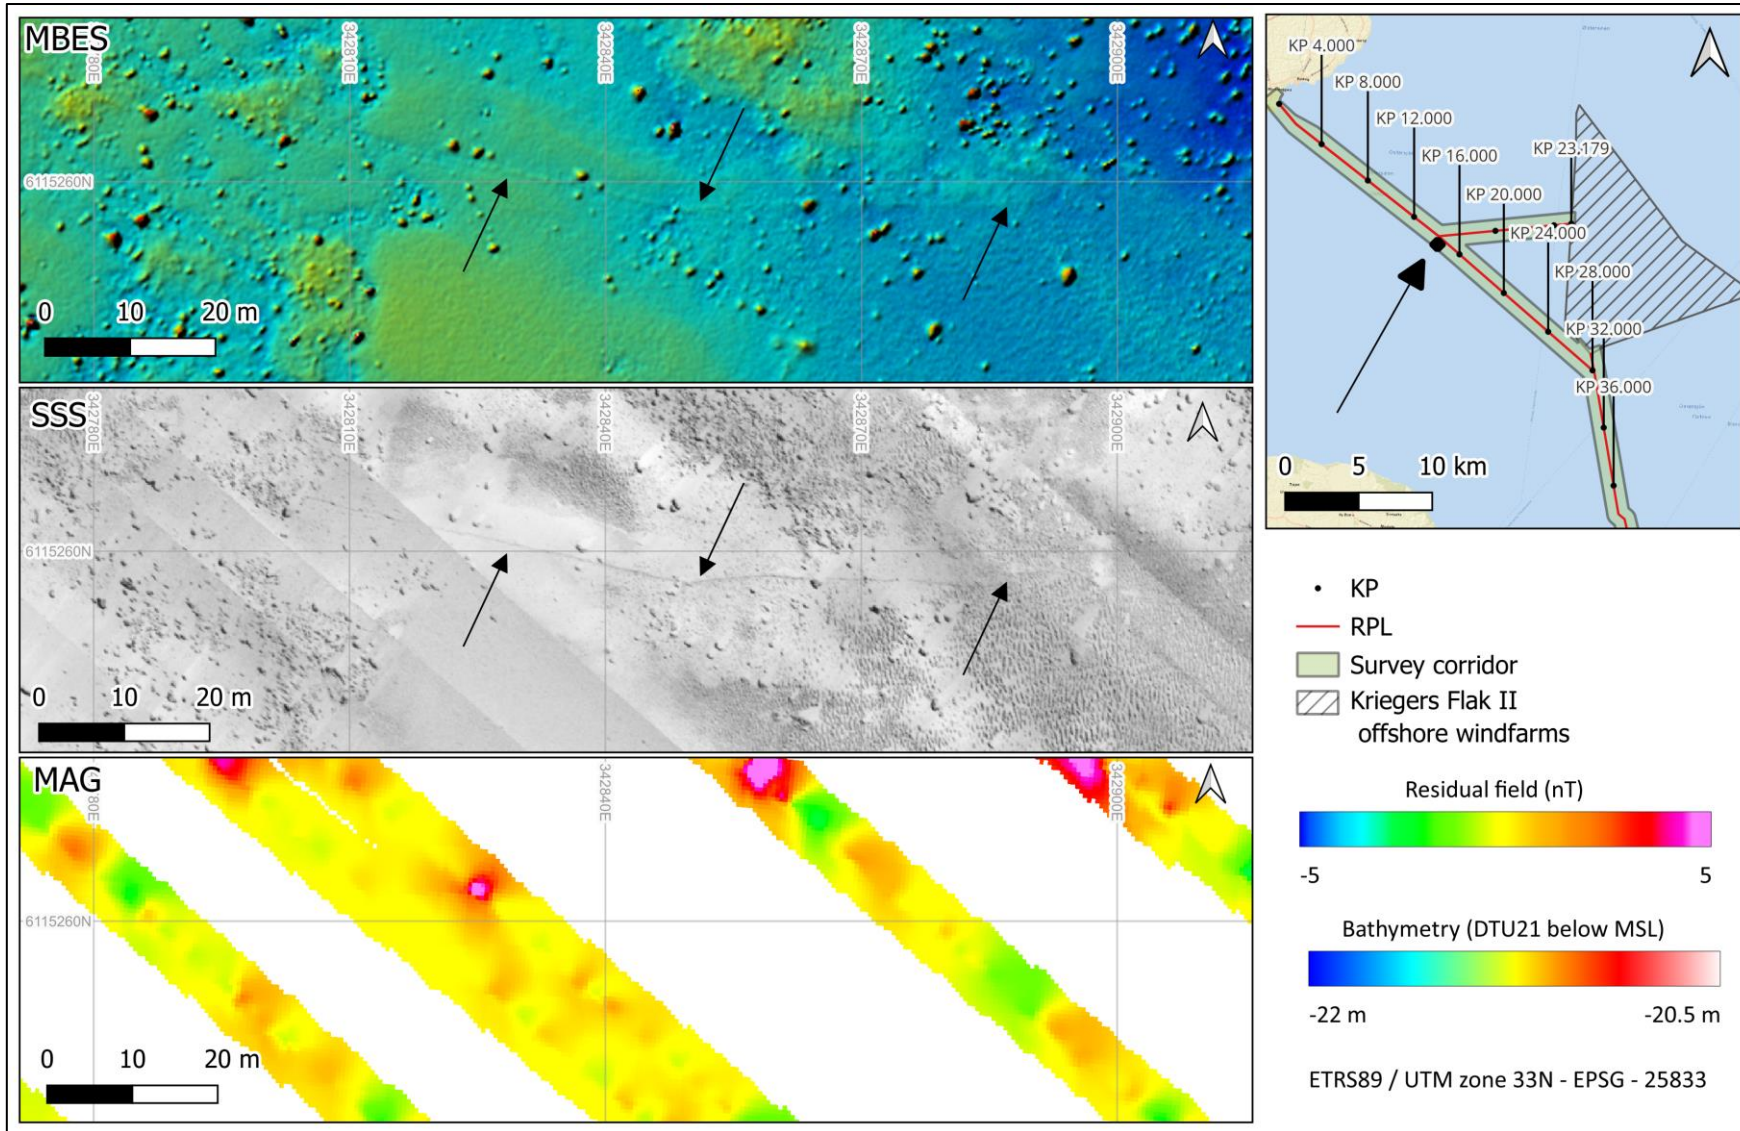 MBES
342780E
342810E
342840E
342870E
342900E
6115260N
0 10 20 m
SSS
342780E
342810E
342840E
342870E
342900E
6115260N
0 10 20 m
MAG
80E
342840E
342900E
6115260N
0 10 20 m
KP 4.000
KP 8.000
KP 12.000
KP 16.000
KP 23.179
KP 20.000
KP 24.000
KP 28.000
KP 32.000
KP 36.000
0 5 10 km
KP
RPL
Survey corridor
Kriegers Flak II
offshore windfarms
Residual field (nT)
-5 5
Bathymetry (DTU21 below MSL)
-22 m -20.5 m
ETRS89 / UTM zone 33N - EPSG - 25833